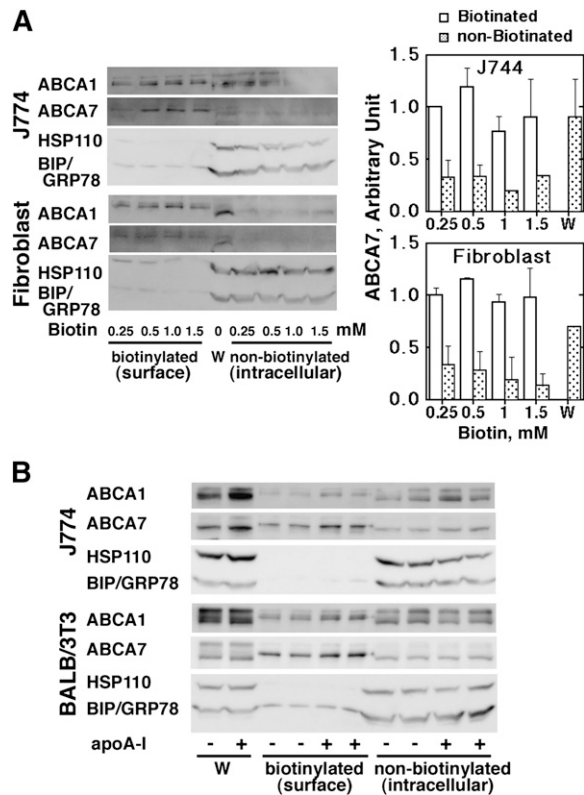 A
J774
ABCA1
ABCA7
HSP110
BIP/
GRP78
Fibroblast
ABCA1
ABCA7
HSP110
BIP/
GRP78
Biotin 0.25 0.5 1.0 1.5 0 0.25 0.5 1.0 1.5 mM
biotinylated
(surface)
W non-biotinylated
(intracellular)
Biotinated
non-Biotinated
ABCA7, Arbitrary Unit
J744
1.5
1.0
0.5
0.0
0.25 0.5 1 1.5 W
Fibroblast
1.5
1.0
0.5
0.0
0.25 0.5 1 1.5 W
Biotin, mM
B
J774
ABCA1
ABCA7
HSP110
BIP/GRP78
BALB/3T3
ABCA1
ABCA7
HSP110
BIP/GRP78
apoA-I - + - - + + - - + +
W biotinylated non-biotinylated
(surface) (intracellular)